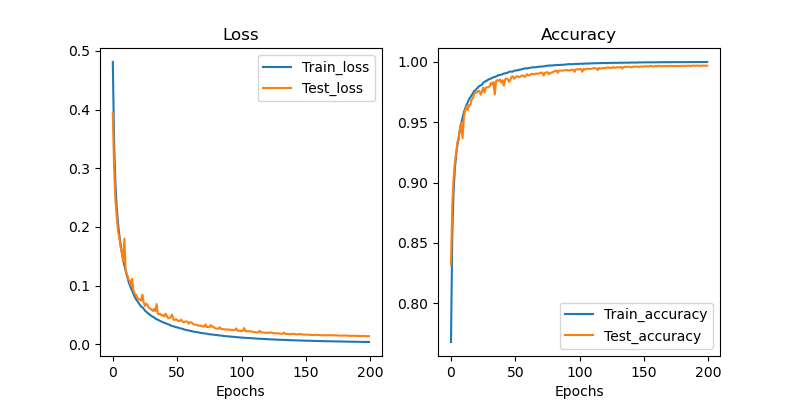 Loss
0.5
0.4
0.3
0.2
0.1
0.0
Train_loss
Test_loss
0 50 100 150 200
Epochs
Accuracy
1.00
0.95
0.90
0.85
0.80
Train_accuracy
Test_accuracy
0 50 100 150 200
Epochs